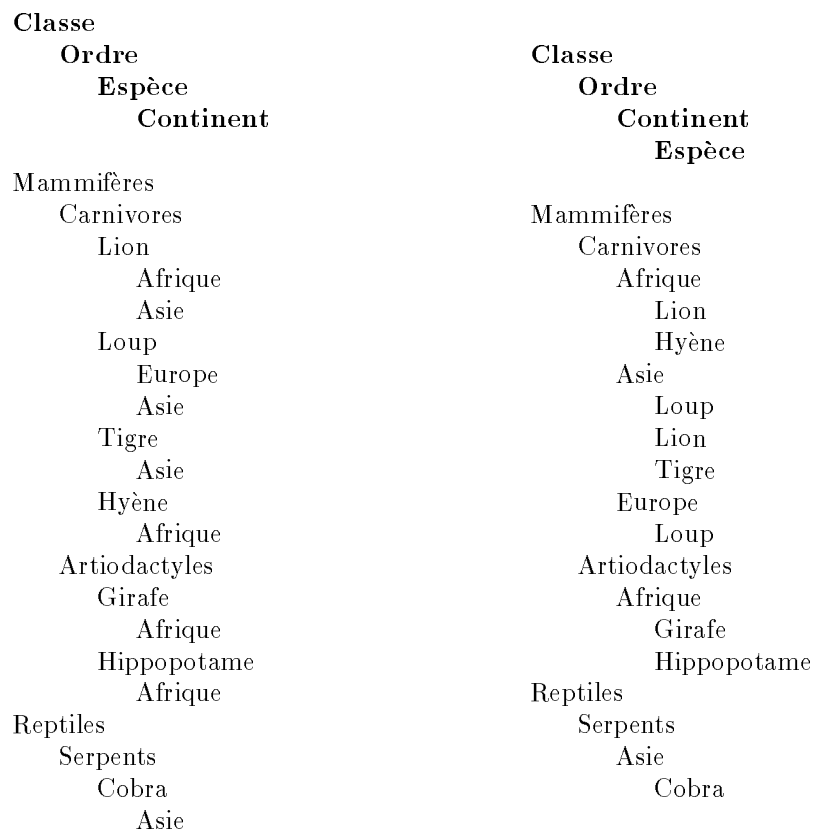 Classe
Ordre
Espèce
Continent
Mammifères
Carnivores
Lion
Afrique
Asie
Loup
Europe
Asie
Tigre
Asie
Hyène
Afrique
Artiodactyles
Girafe
Afrique
Hippopotame
Afrique
Reptiles
Serpents
Cobra
Asie
Classe
Ordre
Continent
Espèce
Mammifères
Carnivores
Afrique
Lion
Hyène
Asie
Loup
Lion
Tigre
Europe
Loup
Artiodactyles
Afrique
Girafe
Hippopotame
Reptiles
Serpents
Asie
Cobra